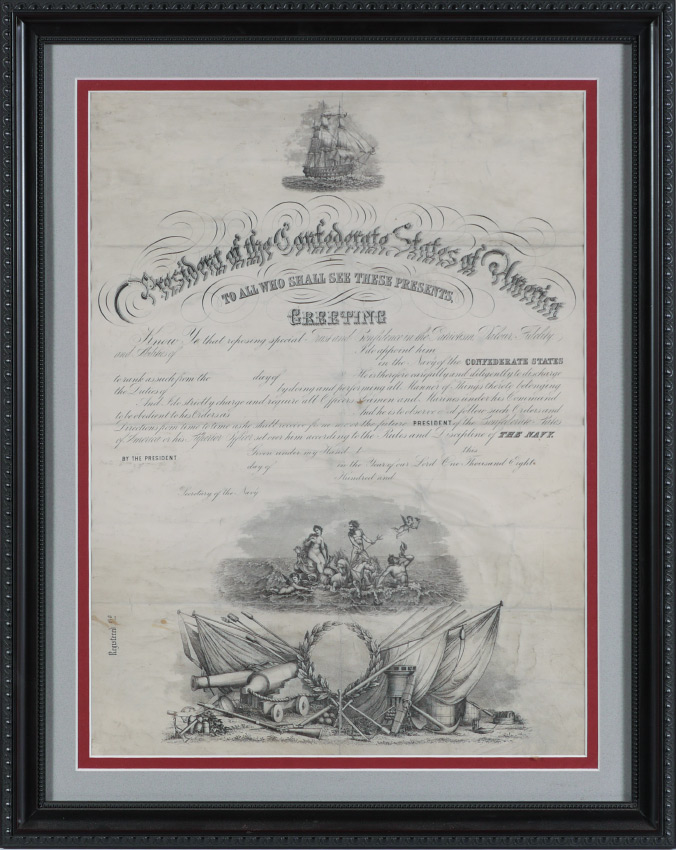 President of the Confederate States of America
TO ALL WHO SHALL SEE THESE PRESENTS,
GREETING
Know Ye that reposing special Trust and Confidence in the Patriotism, Valour, Fidelity,
and Abilities of I do appoint him
in the Navy of the CONFEDERATE STATES
to rank as such from the day of He is therefore carefully and diligently to discharge
the Duties of by doing and performing all Manner of Things thereto belonging
And I do strictly charge and require all Officers Seamen and Marines under his Command
to be obedient to his Orders as And he is to observe and follow such Orders and
Directions from time to time as he shall receive from me or the future PRESIDENT of the Confederate States
of America or his Officer set over him according to the Rules and Discipline of THE NAVY.
Given under my Hand at this
BY THE PRESIDENT
day of in the Year of our Lord One Thousand Eight
Hundred and
Secretary of the Navy
Registered No